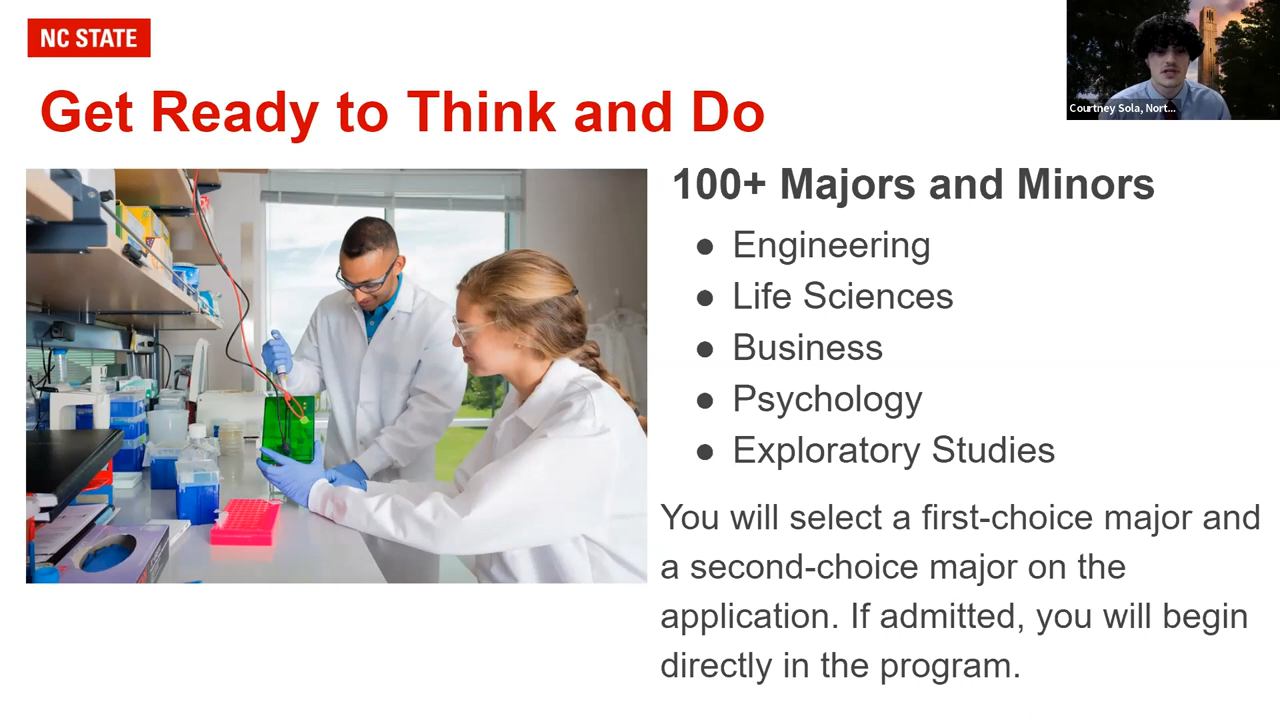 NC STATE
Get Ready to Think and Do
Courtney Sola, Nort...
100+ Majors and Minors
● Engineering
● Life Sciences
● Business
● Psychology
● Exploratory Studies
You will select a first-choice major and
a second-choice major on the
application. If admitted, you will begin
directly in the program.